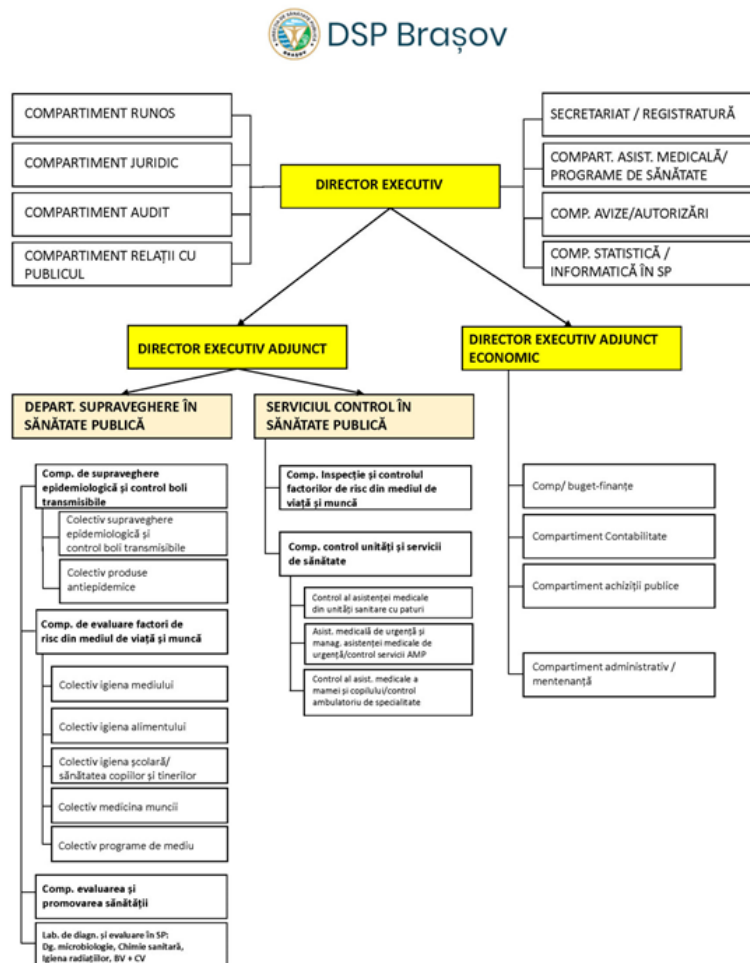 DSP Brașov
COMPARTIMENT RUNOS
COMPARTIMENT JURIDIC
COMPARTIMENT AUDIT
COMPARTIMENT RELAȚII CU
PUBLICUL
DIRECTOR EXECUTIV
SECRETARIAT / REGISTRATURĂ
COMPART. ASIST. MEDICALĂ/
PROGRAME DE SĂNĂTATE
COMP. AVIZE/AUTORIZĂRI
COMP. STATISTICĂ /
INFORMATICĂ ÎN SP
DIRECTOR EXECUTIV ADJUNCT
DIRECTOR EXECUTIV ADJUNCT
ECONOMIC
DEPART. SUPRAVEGHERE ÎN
SĂNĂTATE PUBLICĂ
Comp. de supraveghere
epidemiologică și control boli
transmisibile
Colectiv supraveghere
epidemiologică și
control boli transmisibile
Colectiv produse
antiepidemice
Comp. de evaluare factori de
risc din mediul de viață și muncă
Colectiv igiena mediului
Colectiv igiena alimentului
Colectiv igiena școlară/
sănătatea copiilor și tinerilor
Colectiv medicina muncii
Colectiv programe de mediu
Comp. evaluarea și
promovarea sănătății
Lab. de diagn. și evaluare în SP:
Dg. microbiologie, Chimie sanitară,
Igiena radiațiilor, BV + CV
SERVICIUL CONTROL ÎN
SĂNĂTATE PUBLICĂ
Comp. Inspecție și controlul
factorilor de risc din mediul de
viață și muncă
Comp. control unități și servicii
de sănătate
Control al asistenței medicale
din unități sanitare cu paturi
Asist. medicală de urgență și
manag. asistenței medicale de
urgență/control servicii AMP
Control al asist. medicale a
mamei și copilului/control
ambulatoriu de specialitate
Comp/ buget-finanțe
Compartiment Contabilitate
Compartiment achiziții publice
Compartiment administrativ /
mentenanță